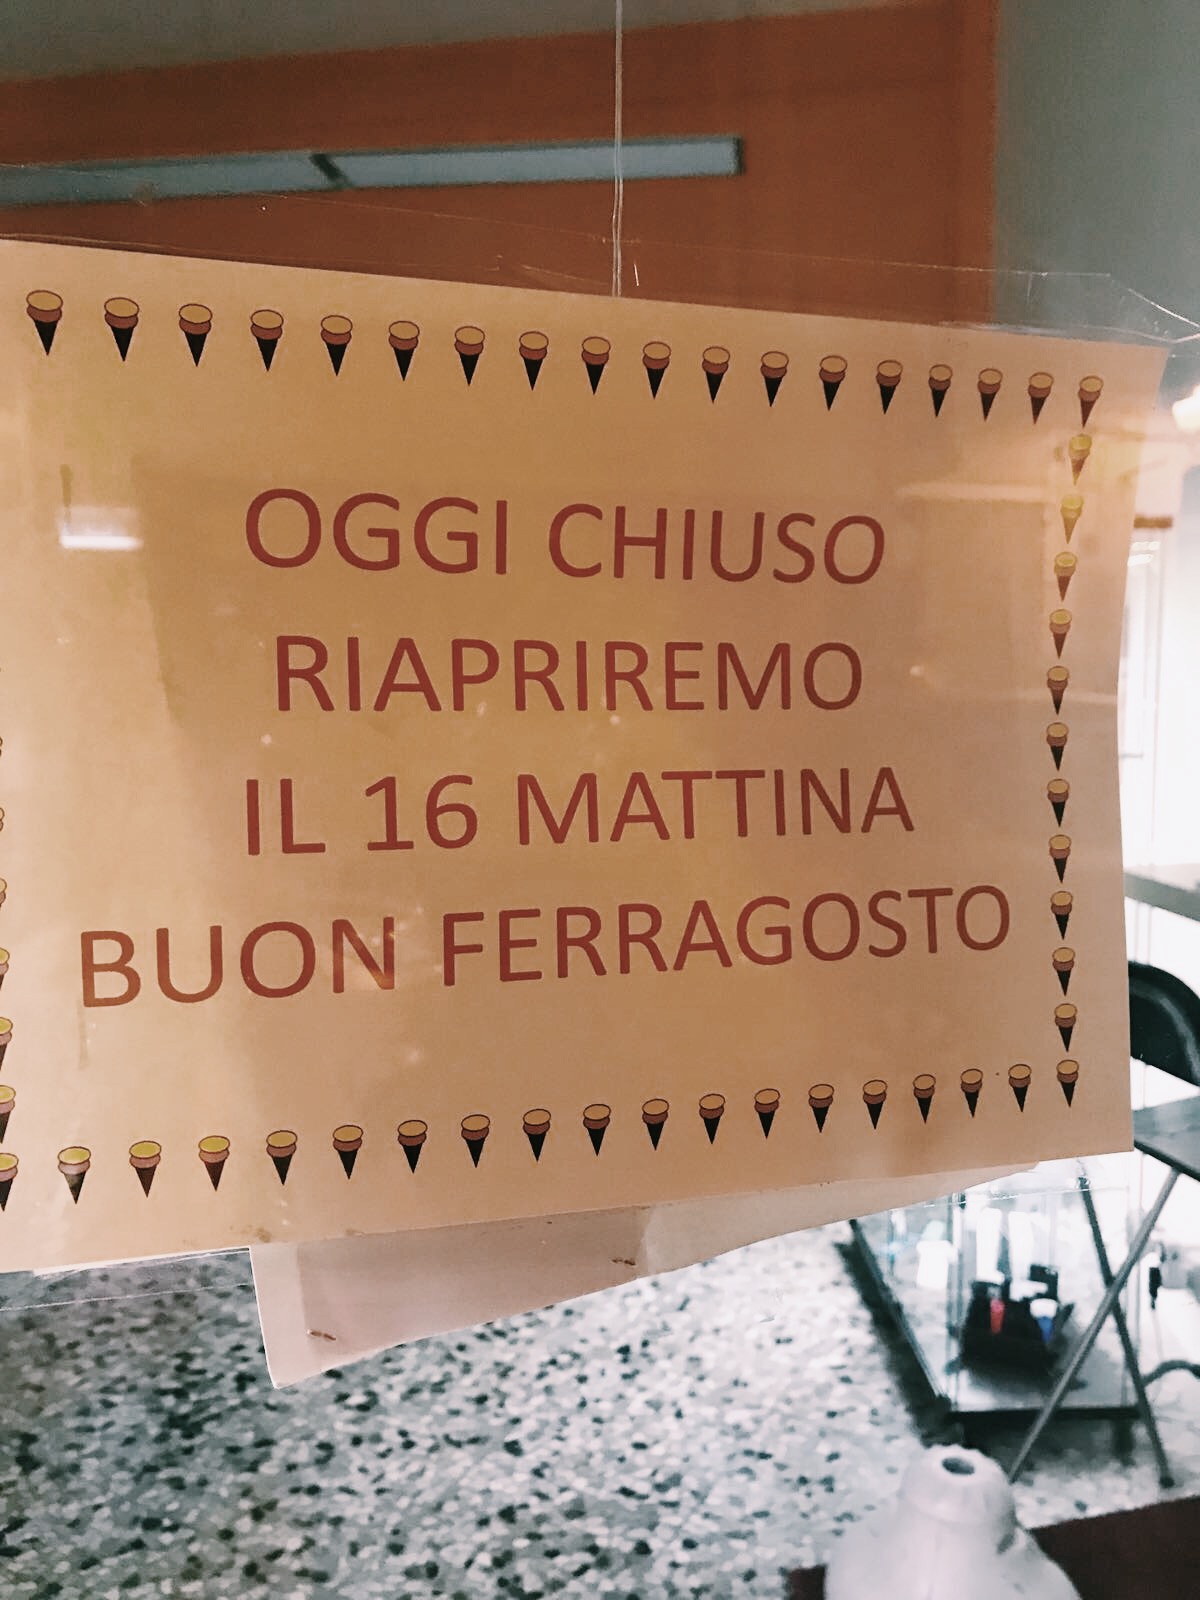 OGGI CHIUSO
RIAPRIREMO
IL 16 MATTINA
BUON FERRAGOSTO